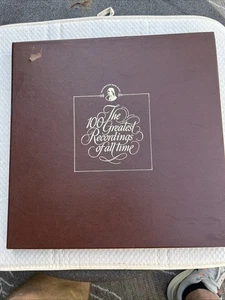 The
100 Greatest
Recordings
of all time